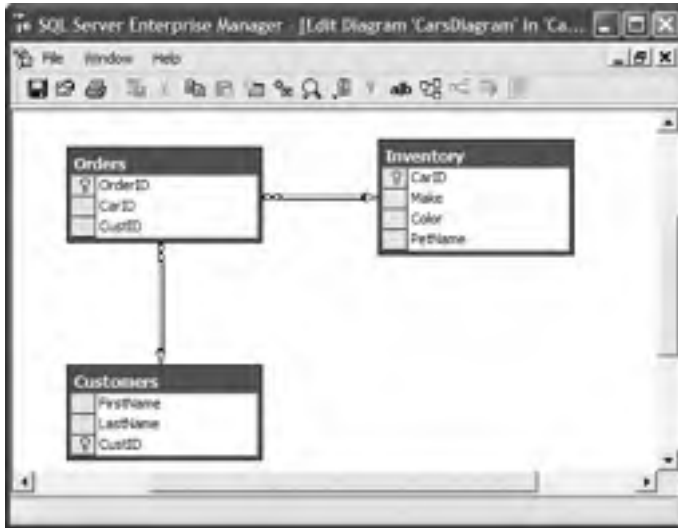 SQL Server Enterprise Manager - [Edit Diagram 'CarsDiagram' in 'Ca...
File Window Help
ab
Orders
OrderID
CarID
CustID
Inventory
CarID
Make
Color
PetName
Customers
FirstName
LastName
CustID